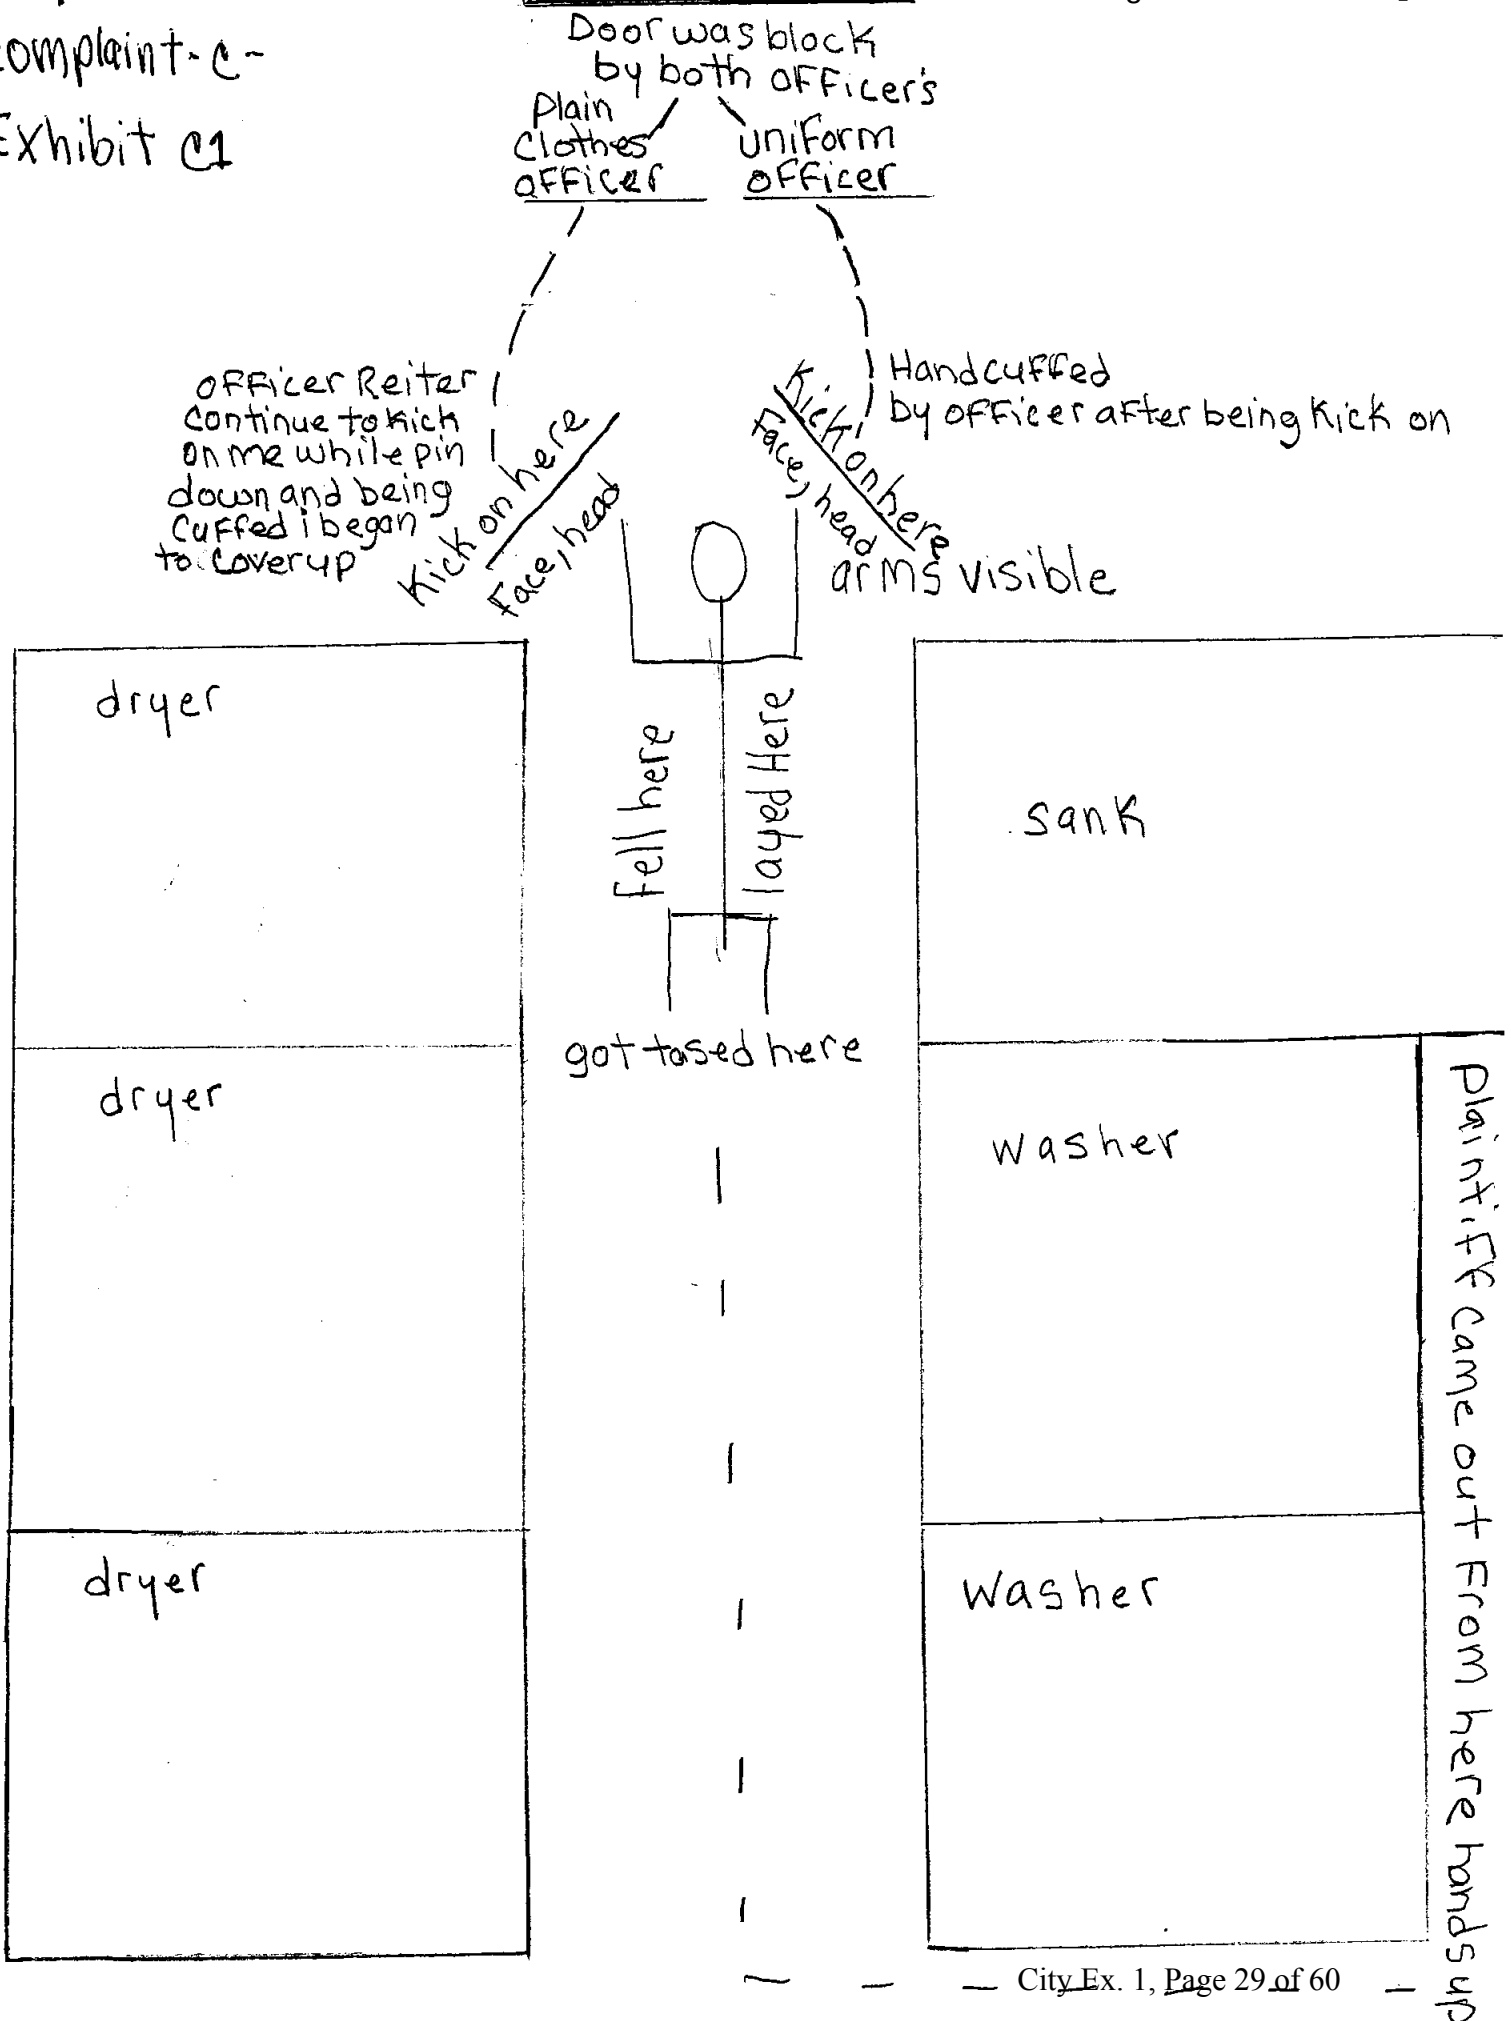 complaint-c-
Exhibit c1
Door was block
by both officer's
plain
clothes
officer
uniform
officer
officer Reiter
continue to kick
on me while pin
down and being
cuffed i began
to cover up
Kick on here
Face, head
Kick on here
Face, head
Handcuffed
by officer after being kick on
arms visible
dryer
fell here
layed Here
sank
got tased here
dryer
washer
dryer
Washer
Plaintiff came out from here hands up
City Ex. 1, Page 29 of 60